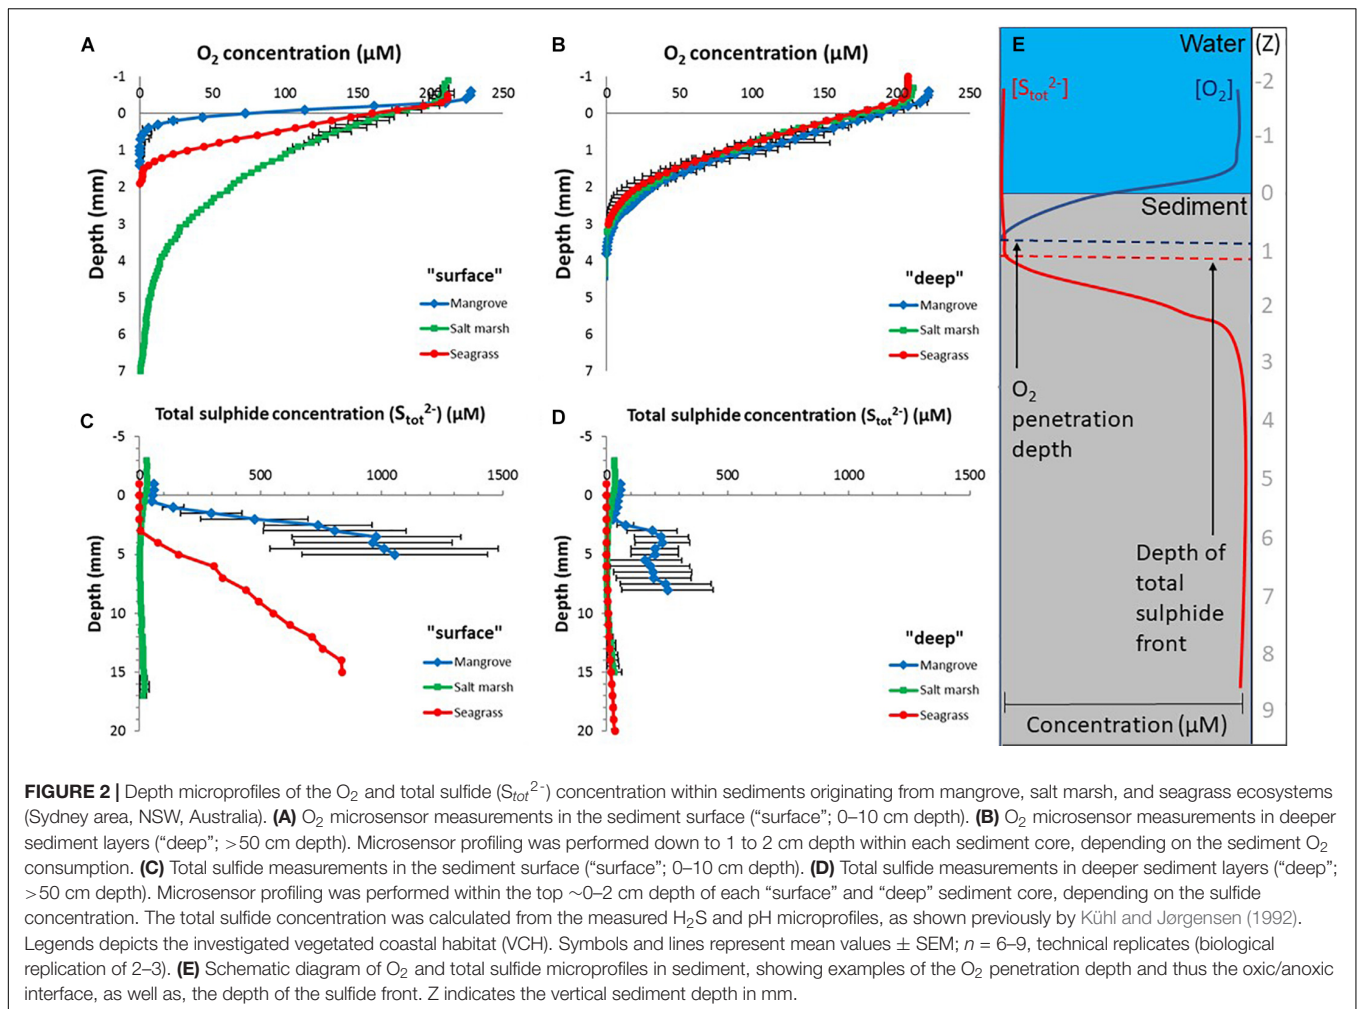 A
O₂ concentration (µM)
-1
0 50 100 150 200 250
0
1
2
3
4
5
6
7
Depth (mm)
"surface"
Mangrove
Salt marsh
Seagrass
B
O₂ concentration (µM)
-1
0 50 100 150 200 250
0
1
2
3
4
5
6
7
Depth (mm)
"deep"
Mangrove
Salt marsh
Seagrass
C
Total sulphide concentration (Sₜₒₜ²⁻) (µM)
-5
0 500 1000 1500
0
5
10
15
20
Depth (mm)
"surface"
Mangrove
Salt marsh
Seagrass
D
Total sulphide concentration (Sₜₒₜ²⁻) (µM)
-5
0 500 1000 1500
0
5
10
15
20
Depth (mm)
"deep"
Mangrove
Salt marsh
Seagrass
E
Water
(Z)
[Sₜₒₜ²⁻]
[O₂]
-2
-1
0
Sediment
1
2
3
4
5
6
7
8
9
O₂
penetration
depth
Depth of
total
sulphide
front
Concentration (µM)
FIGURE 2 | Depth microprofiles of the O₂ and total sulfide (Sₜₒₜ²⁻) concentration within sediments originating from mangrove, salt marsh, and seagrass ecosystems
(Sydney area, NSW, Australia). (A) O₂ microsensor measurements in the sediment surface (“surface”; 0–10 cm depth). (B) O₂ microsensor measurements in deeper
sediment layers (“deep”; >50 cm depth). Microsensor profiling was performed down to 1 to 2 cm depth within each sediment core, depending on the sediment O₂
consumption. (C) Total sulfide measurements in the sediment surface (“surface”; 0–10 cm depth). (D) Total sulfide measurements in deeper sediment layers (“deep”;
>50 cm depth). Microsensor profiling was performed within the top ∼0–2 cm depth of each “surface” and “deep” sediment core, depending on the sulfide
concentration. The total sulfide concentration was calculated from the measured H₂S and pH microprofiles, as shown previously by Kühl and Jørgensen (1992).
Legends depicts the investigated vegetated coastal habitat (VCH). Symbols and lines represent mean values ± SEM; n = 6–9, technical replicates (biological
replication of 2–3). (E) Schematic diagram of O₂ and total sulfide microprofiles in sediment, showing examples of the O₂ penetration depth and thus the oxic/anoxic
interface, as well as, the depth of the sulfide front. Z indicates the vertical sediment depth in mm.